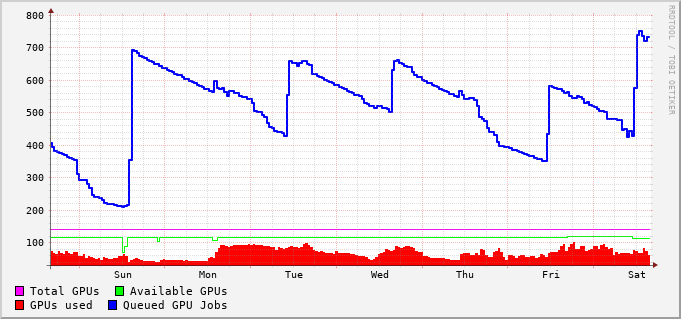 800
700
600
500
400
300
200
100
Sun Mon Tue Wed Thu Fri Sat
RRDTOOL / TOBI OETIKER
Total GPUs Available GPUs
GPUs used Queued GPU Jobs